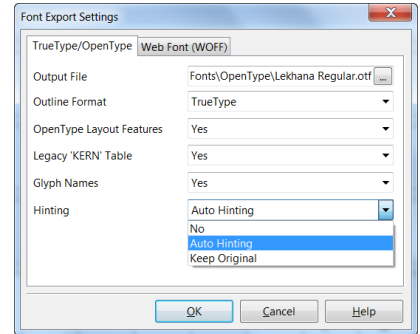 Font Export Settings
TrueType/OpenType Web Font (WOFF)
Output File Fonts\OpenType\Lekhana Regular.otf ...
Outline Format TrueType
OpenType Layout Features Yes
Legacy 'KERN' Table Yes
Glyph Names Yes
Hinting Auto Hinting
No
Auto Hinting
Keep Original
OK Cancel Help